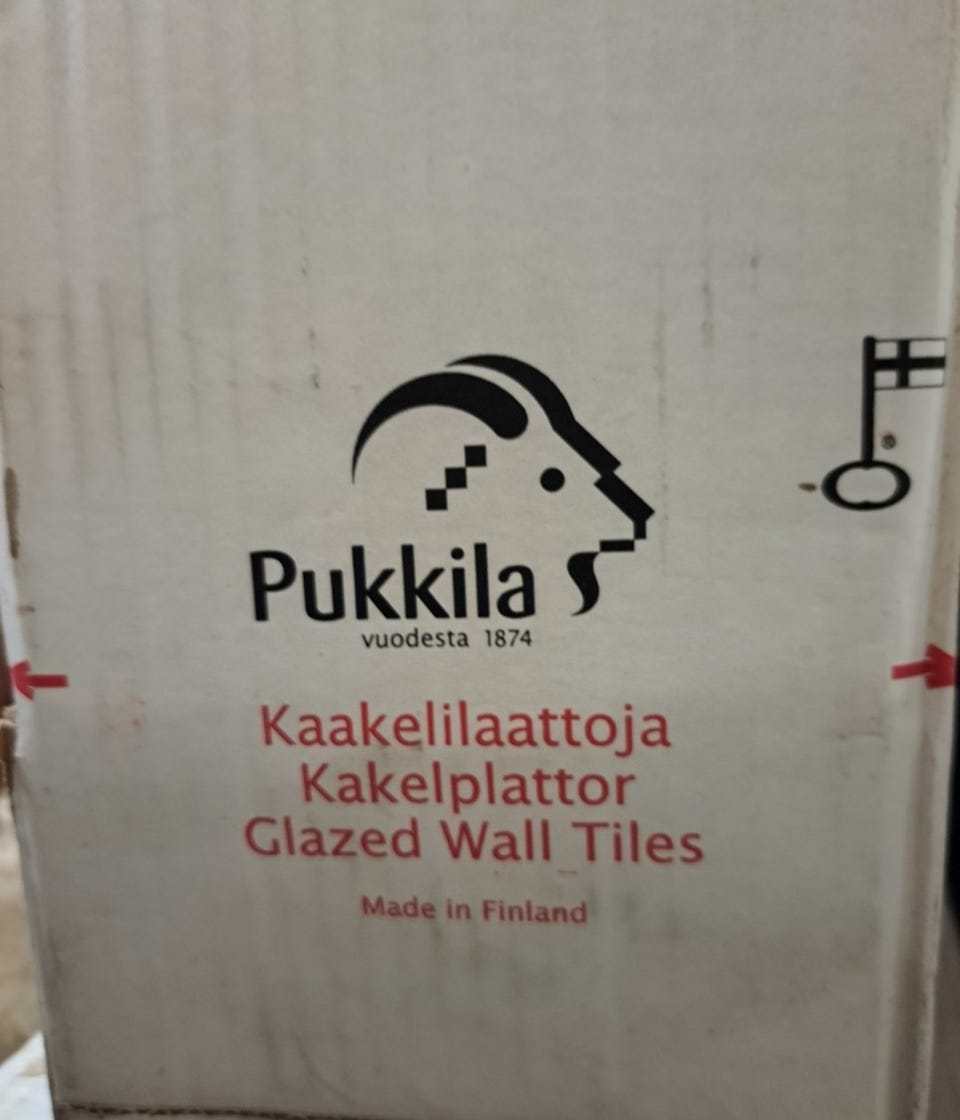 Pukkila
vuodesta 1874
Kaakelilaattoja
Kakelplattor
Glazed Wall Tiles
Made in Finland